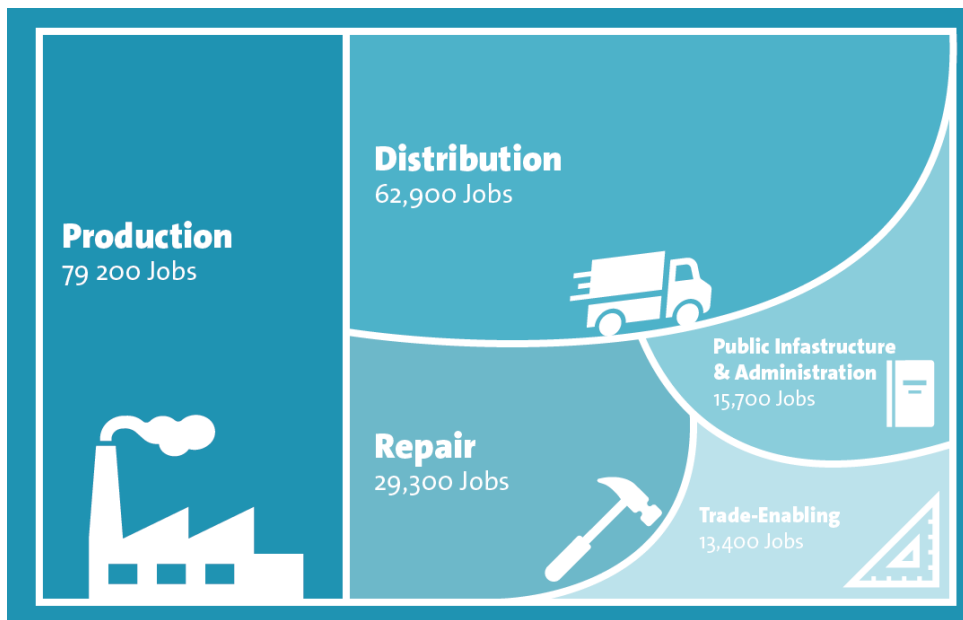 Production
79 200 Jobs
Distribution
62,900 Jobs
Public Infastructure
& Administration
15,700 Jobs
Repair
29,300 Jobs
Trade-Enabling
13,400 Jobs